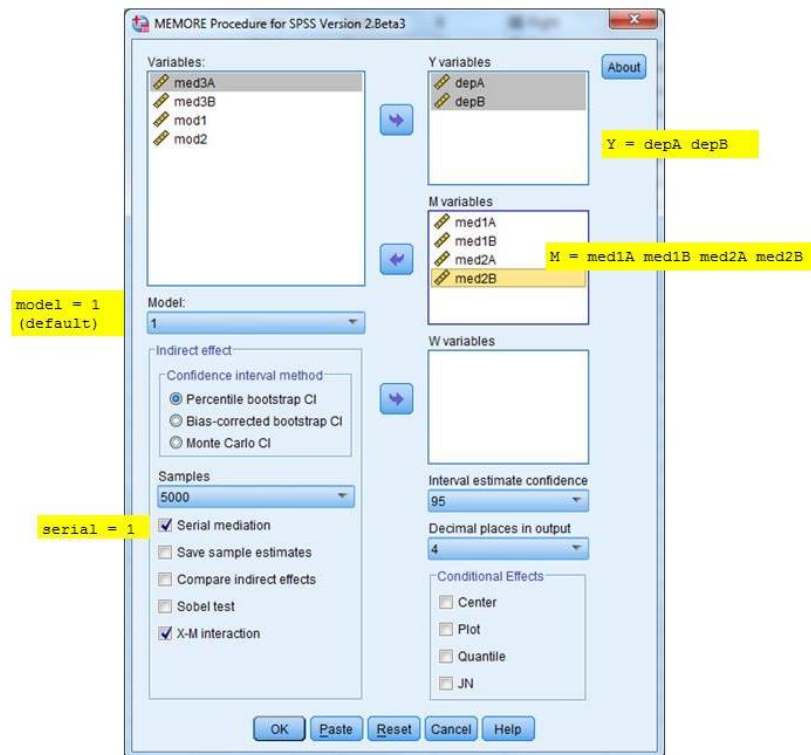 MEMORE Procedure for SPSS Version 2.Beta3
Variables:
med3A
med3B
mod1
mod2
Y variables
depA
depB
About
Y = depA depB
M variables
med1A
med1B
med2A
med2B
M = med1A med1B med2A med2B
model = 1
(default)
Model:
1
Indirect effect
Confidence interval method
Percentile bootstrap CI
Bias-corrected bootstrap CI
Monte Carlo CI
Samples
5000
serial = 1
Serial mediation
Save sample estimates
Compare indirect effects
Sobel test
X-M interaction
W variables
Interval estimate confidence
95
Decimal places in output
4
Conditional Effects
Center
Plot
Quantile
JN
OK
Paste
Reset
Cancel
Help